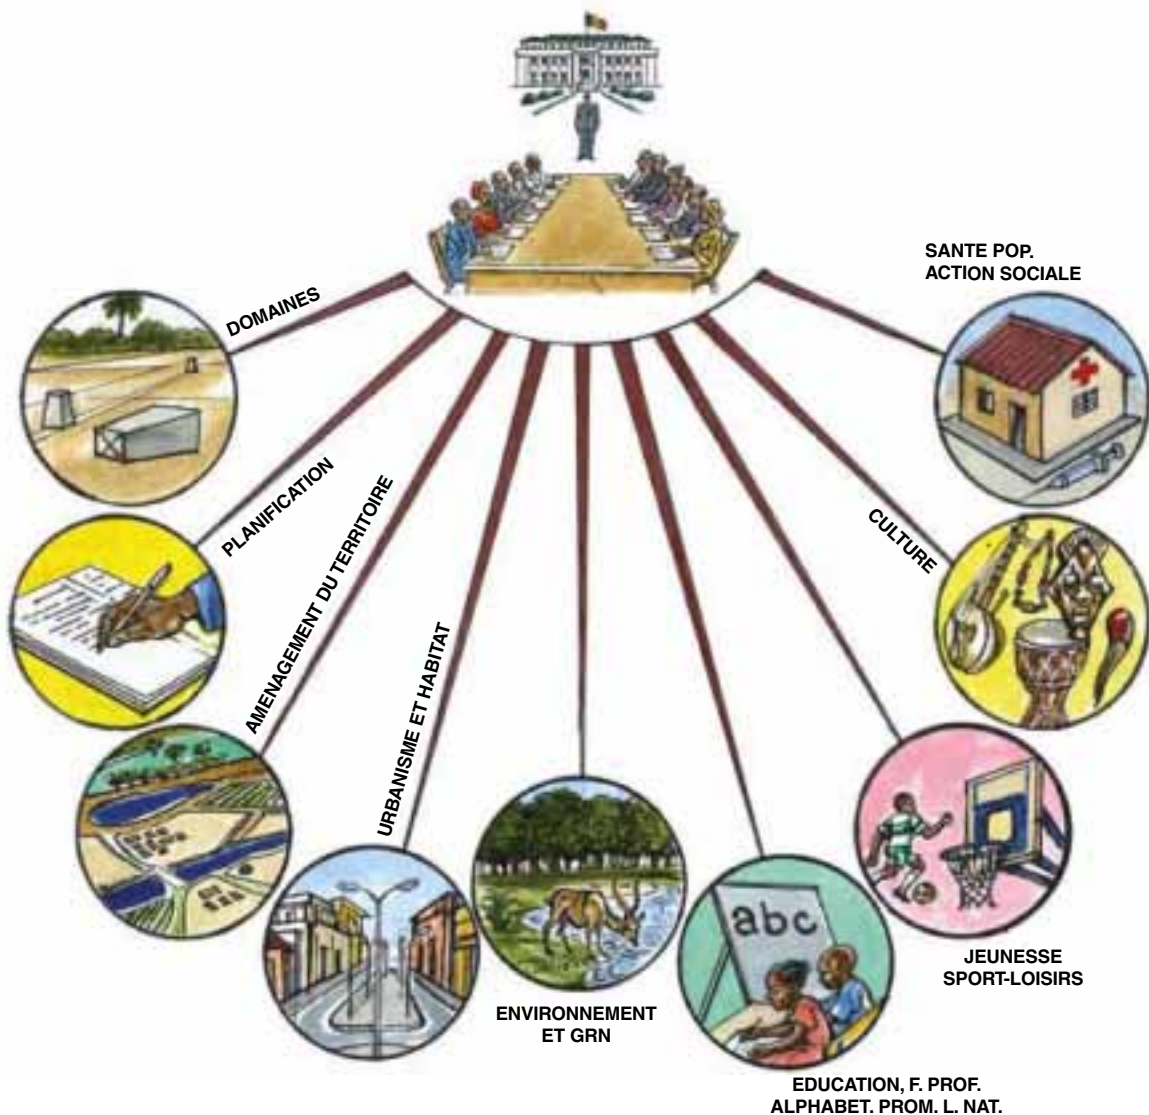 SANTE POP.
ACTION SOCIALE
DOMAINES
PLANIFICATION
AMENAGEMENT DU TERRITOIRE
URBANISME ET HABITAT
CULTURE
abc
JEUNESSE
SPORT-LOISIRS
ENVIRONNEMENT
ET GRN
EDUCATION, F. PROF.
ALPHABET. PROM. L. NAT.